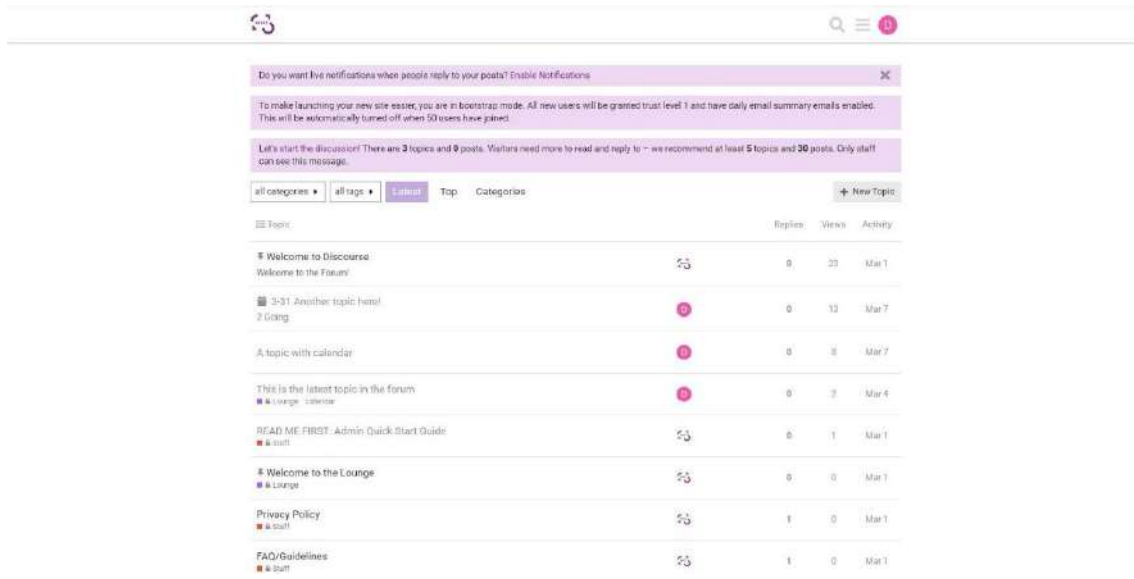 D
Do you want live notifications when people reply to your posts? Enable Notifications
To make launching your new site easier, you are in bootstrap mode. All new users will be granted trust level 1 and have daily email summary emails enabled.
This will be automatically turned off when 50 users have joined.
Let's start the discussion! There are 3 topics and 0 posts. Visitors need more to read and reply to – we recommend at least 5 topics and 30 posts. Only staff
can see this message.
all categories all tags Latest Top Categories + New Topic
Topic Replies Views Activity
Welcome to Discourse 0 Mar 1
Welcome to the Forum!
3-31 Another topic here! D 0 Mar 7
2 Going
A topic with calendar D 0 8 Mar 7
This is the latest topic in the forum D 0 Mar
Lounge calendar
READ ME FIRST: Admin Quick Start Guide 0 1 Mar 1
Staff
Welcome to the Lounge 0 0 Mar 1
Lounge
Privacy Policy 1 0 Mar 1
Staff
FAQ/Guidelines 1 0 Mar 1
Staff